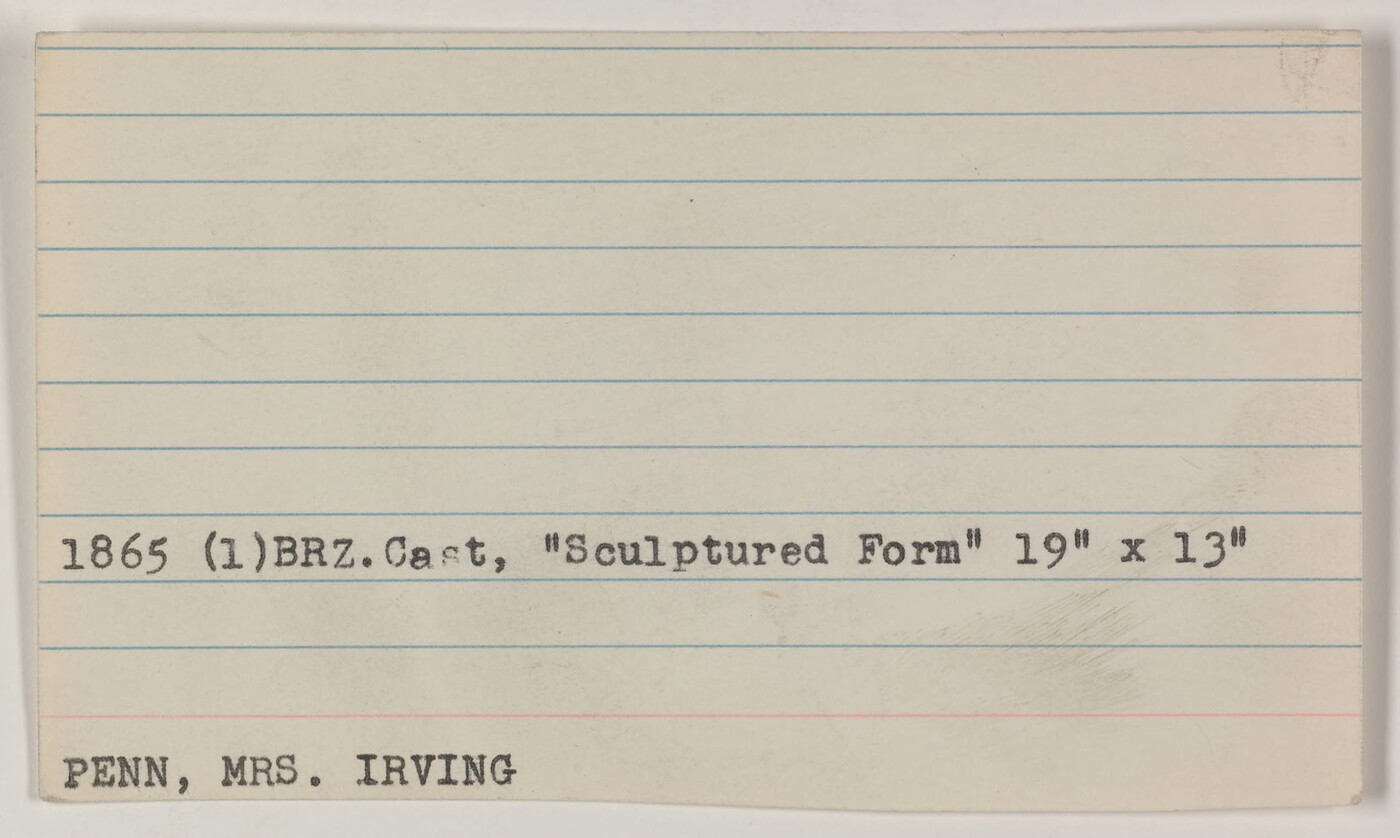 1865 (1)BRZ.Cast, "Sculptured Form" 19" x 13"
PENN, MRS. IRVING